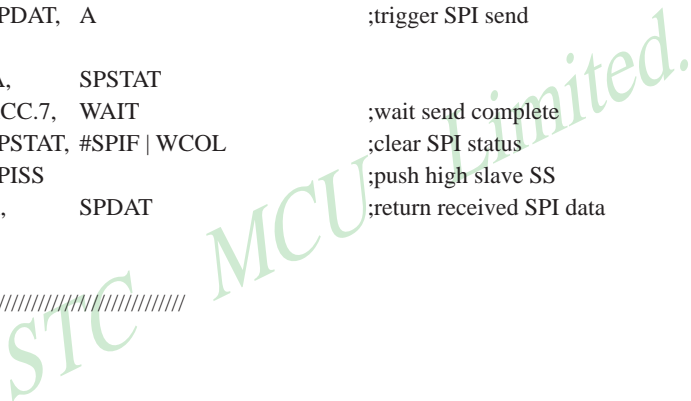 PDAT, A ;trigger SPI send
, SPSTAT
CC.7, WAIT ;wait send complete
PSTAT, #SPIF | WCOL ;clear SPI status
PISS ;push high slave SS
, SPDAT ;return received SPI data
///////////////////////////
STC MCU Limited.